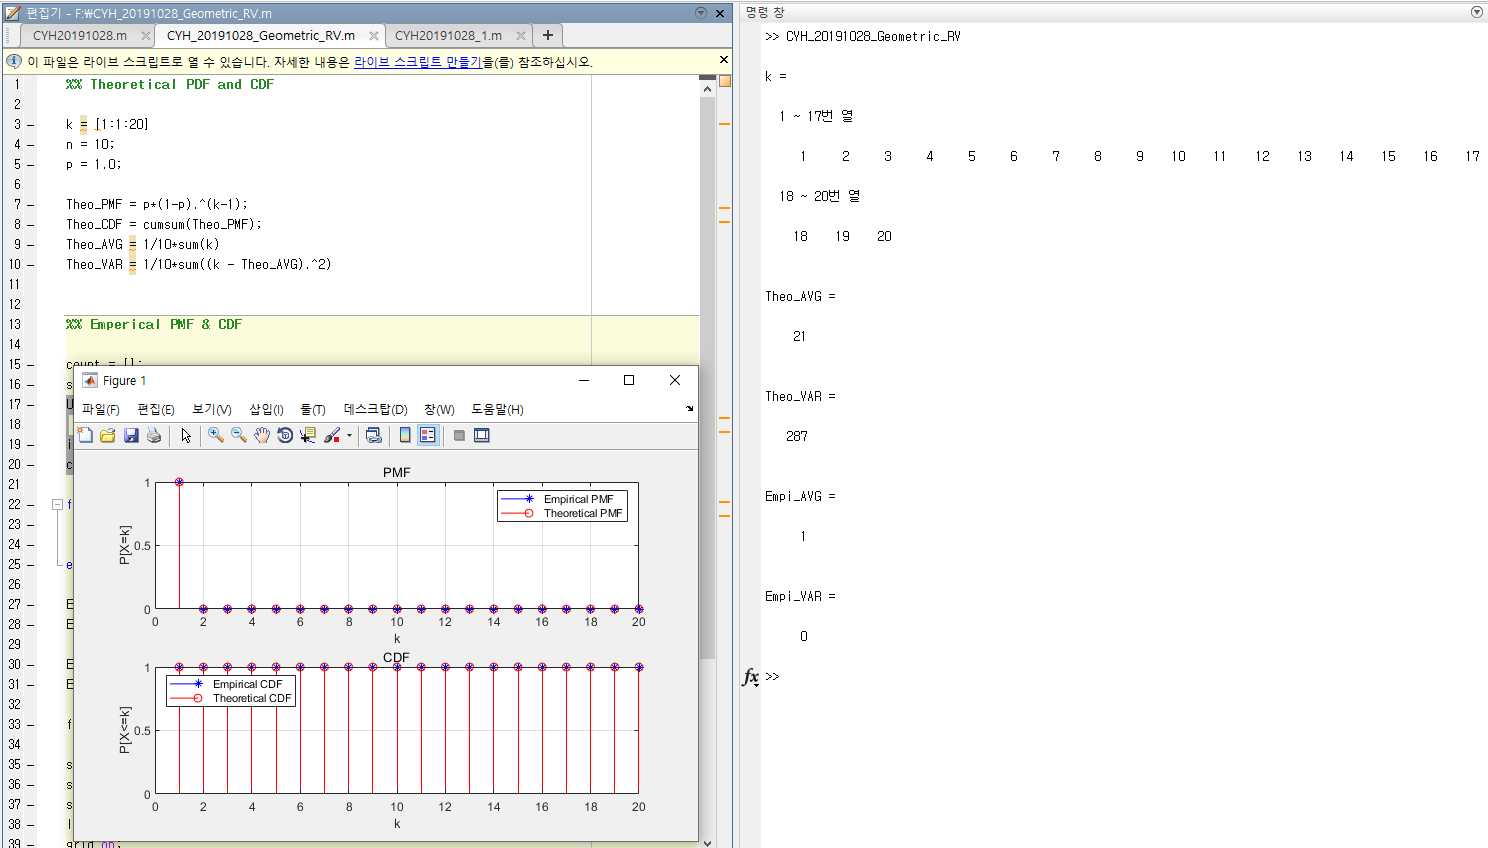 편집기 - F:₩CYH_20191028_Geometric_RV.m
CYH20191028.m
CYH_20191028_Geometric_RV.m
CYH20191028_1.m
이 파일은 라이브 스크립트로 열 수 있습니다. 자세한 내용은 라이브 스크립트 만들기을(를) 참조하십시오.
1 %% Theoretical PDF and CDF
2
3 – k = [1:1:20]
4 – n = 10;
5 – p = 1.0;
6
7 – Theo_PMF = p*(1-p).^(k-1);
8 – Theo_CDF = cumsum(Theo_PMF);
9 – Theo_AVG = 1/10*sum(k)
10 – Theo_VAR = 1/10*sum((k - Theo_AVG).^2)
11
12
13 %% Emperical PMF & CDF
14
15 – count = [];
16 – s
17 – U
18 –
19 – i
20 – c
21
22 – f
23 –
24 –
25 – e
26
27 – E
28 – E
29
30 – E
31 – E
32
33 – f
34
35 – s
36 – s
37 – s
38 – l
39 – grid on;
Figure 1
파일(F) 편집(E) 보기(V) 삽입(I) 툴(T) 데스크탑(D) 창(W) 도움말(H)
PMF
Empirical PMF
Theoretical PMF
P[X=k]
1
0.5
0
0 2 4 6 8 10 12 14 16 18 20
k
CDF
Empirical CDF
Theoretical CDF
P[X<=k]
1
0.5
0
0 2 4 6 8 10 12 14 16 18 20
k
명령 창
>> CYH_20191028_Geometric_RV
k =
1 ~ 17번 열
1 2 3 4 5 6 7 8 9 10 11 12 13 14 15 16 17
18 ~ 20번 열
18 19 20
Theo_AVG =
21
Theo_VAR =
287
Empi_AVG =
1
Empi_VAR =
0
fx >>